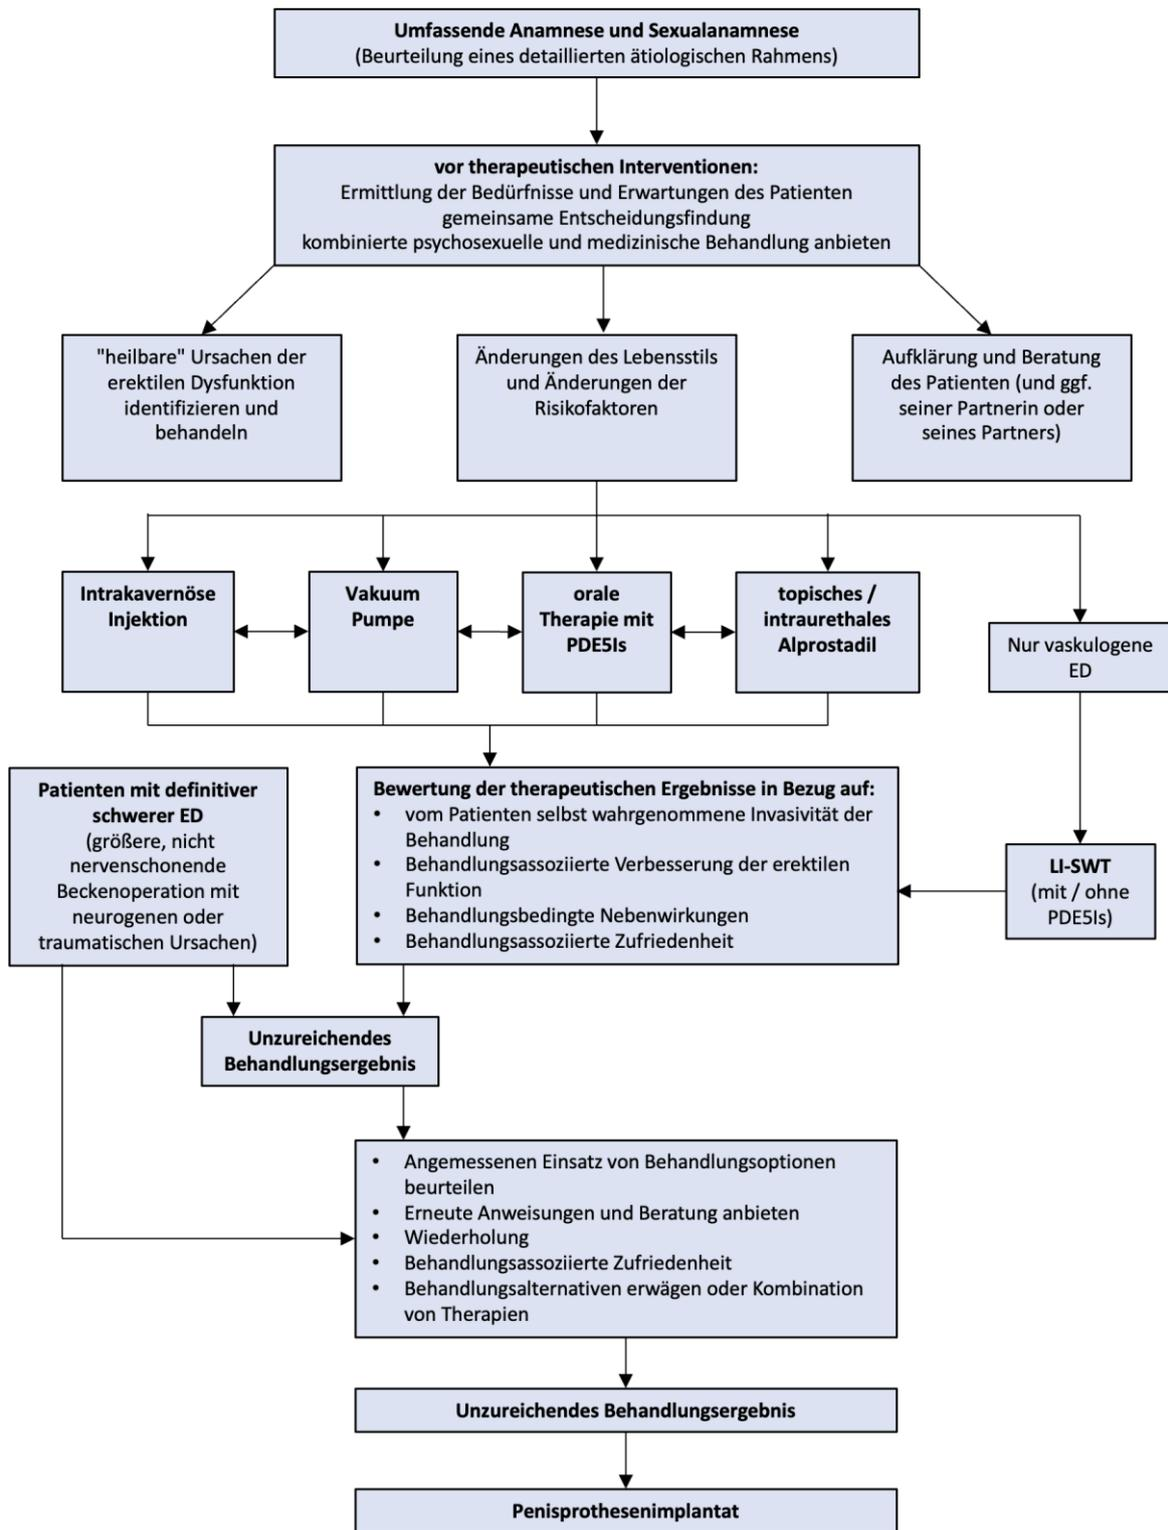 Umfassende Anamnese und Sexualanamnese
(Beurteilung eines detaillierten ätiologischen Rahmens)
vor therapeutischen Interventionen:
Ermittlung der Bedürfnisse und Erwartungen des Patienten
gemeinsame Entscheidungsfindung
kombinierte psychosexuelle und medizinische Behandlung anbieten
"heilbare" Ursachen der
erektilen Dysfunktion
identifizieren und
behandeln
Änderungen des Lebensstils
und Änderungen der
Risikofaktoren
Aufklärung und Beratung
des Patienten (und ggf.
seiner Partnerin oder
seines Partners)
Intrakavernöse
Injektion
Vakuum
Pumpe
orale
Therapie mit
PDE5Is
topisches /
intraurethales
Alprostadil
Nur vaskulogene
ED
Patienten mit definitiver
schwerer ED
(größere, nicht
nervenschonende
Beckenoperation mit
neurogenen oder
traumatischen Ursachen)
Bewertung der therapeutischen Ergebnisse in Bezug auf:
• vom Patienten selbst wahrgenommene Invasivität der
Behandlung
• Behandlungsassoziierte Verbesserung der erektilen
Funktion
• Behandlungsbedingte Nebenwirkungen
• Behandlungsassoziierte Zufriedenheit
LI-SWT
(mit / ohne
PDE5Is)
Unzureichendes
Behandlungsergebnis
• Angemessenen Einsatz von Behandlungsoptionen
beurteilen
• Erneute Anweisungen und Beratung anbieten
• Wiederholung
• Behandlungsassoziierte Zufriedenheit
• Behandlungsalternativen erwägen oder Kombination
von Therapien
Unzureichendes Behandlungsergebnis
Penisprothesenimplantat